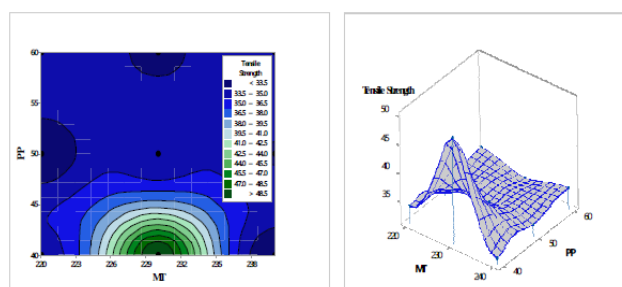 60
55
50
45
40
PP
220
223
226
229
232
235
238
MT
Tensile
Strength
< 33.5
33.5 – 35.0
35.0 – 36.5
36.5 – 38.0
38.0 – 39.5
39.5 – 41.0
41.0 – 42.5
42.5 – 44.0
44.0 – 45.5
45.5 – 47.0
47.0 – 48.5
> 48.5
Tensile Strength
50
45
40
35
220
230
240
MT
40
50
60
PP